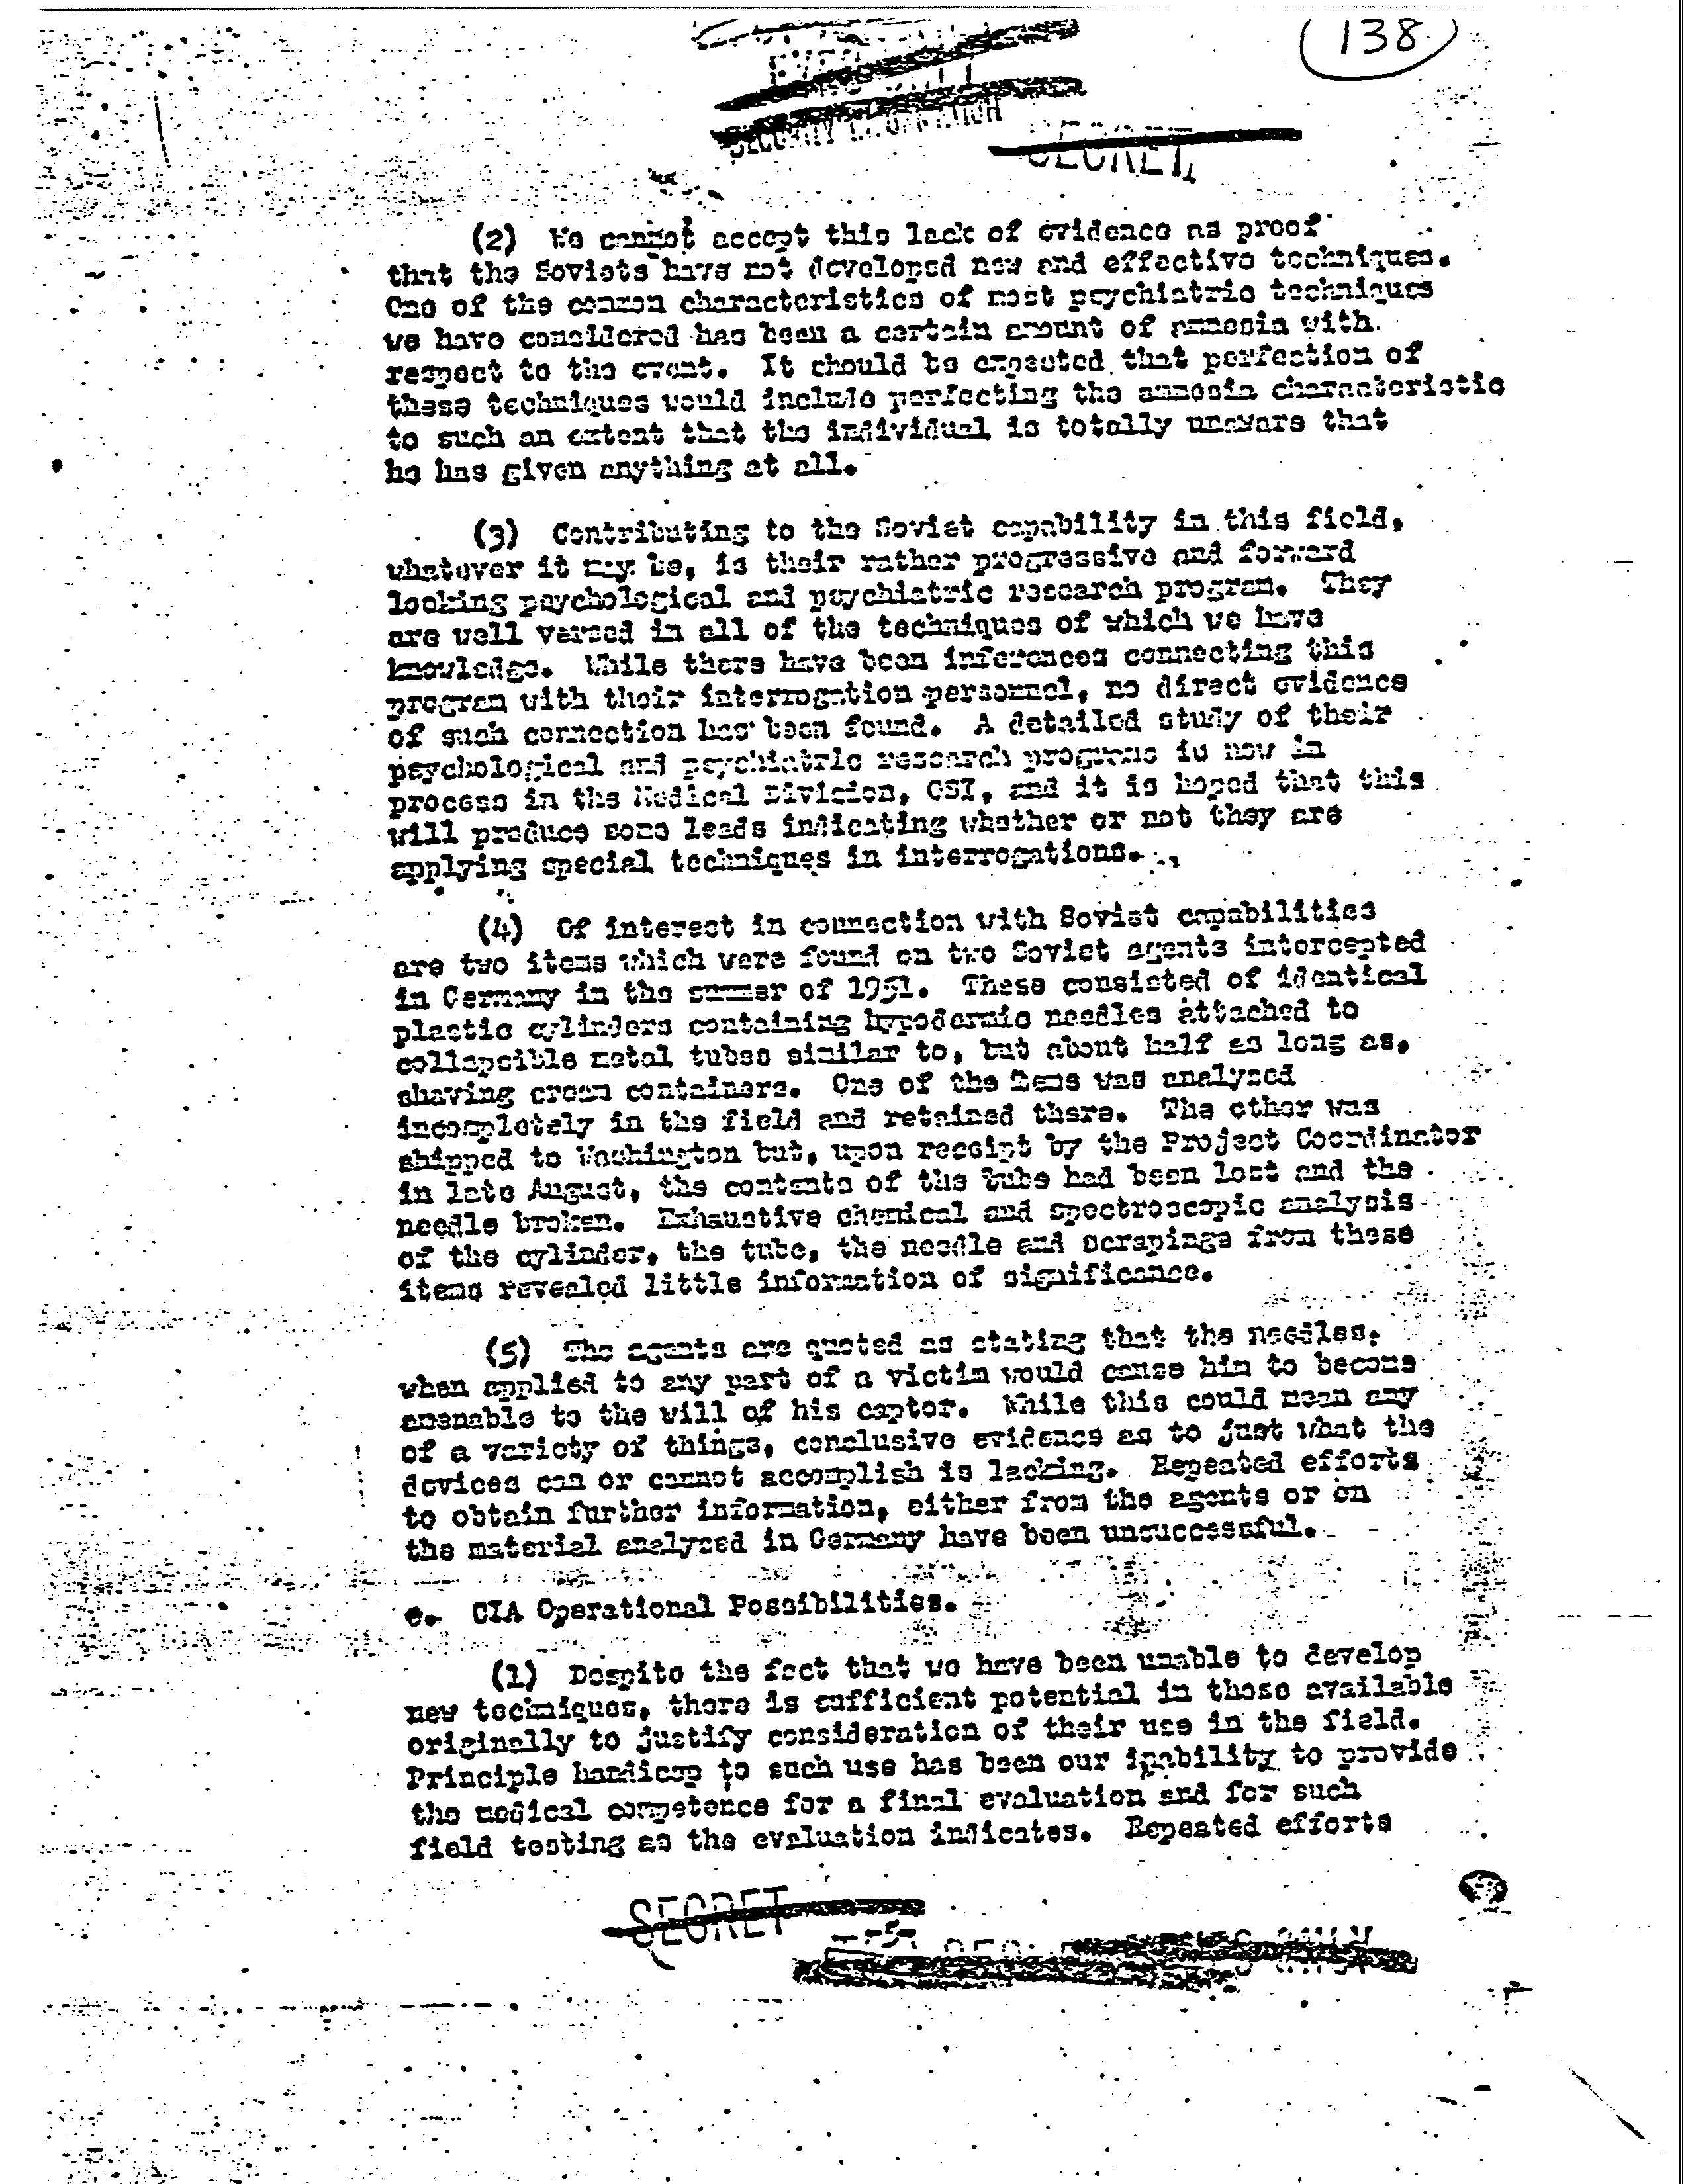 138
SECRET
(2) We cannot accept this lack of evidence as proof
that the Soviets have not developed new and effective techniques.
One of the common characteristics of most psychiatric techniques
we have considered has been a certain amount of amnesia with
respect to the event. It should be expected that perfection of
these techniques would include perfecting the amnesia characteristic
to such an extent that the individual is totally unaware that
he has given anything at all.
(3) Contributing to the Soviet capability in this field,
whatever it may be, is their rather progressive and forward
looking psychological and psychiatric research program. They
are well versed in all of the techniques of which we have
knowledge. While there have been inferences connecting this
program with their interrogation personnel, no direct evidence
of such connection has been found. A detailed study of their
psychological and psychiatric research programs is now in
process in the Medical Division, OSI, and it is hoped that this
will produce some leads indicating whether or not they are
applying special techniques in interrogations.
(4) Of interest in connection with Soviet capabilities
are two items which were found on two Soviet agents intercepted
in Germany in the summer of 1951. These consisted of identical
plastic cylinders containing hypodermic needles attached to
collapsible metal tubes similar to, but about half as long as,
shaving cream containers. One of the items was analyzed
incompletely in the field and retained there. The other was
shipped to Washington but, upon receipt by the Project Coordinator
in late August, the contents of the tube had been lost and the
needle broken. Exhaustive chemical and spectroscopic analysis
of the cylinder, the tube, the needle and scrapings from these
items revealed little information of significance.
(5) The agents are quoted as stating that the needles,
when applied to any part of a victim would cause him to become
amenable to the will of his captor. While this could mean any
of a variety of things, conclusive evidence as to just what the
devices can or cannot accomplish is lacking. Repeated efforts
to obtain further information, either from the agents or on
the material analyzed in Germany have been unsuccessful.
e. CIA Operational Possibilities.
(1) Despite the fact that we have been unable to develop
new techniques, there is sufficient potential in those available
originally to justify consideration of their use in the field.
Principle handicap to such use has been our inability to provide
the medical competence for a final evaluation and for such
field testing as the evaluation indicates. Repeated efforts
SECRET
-5-